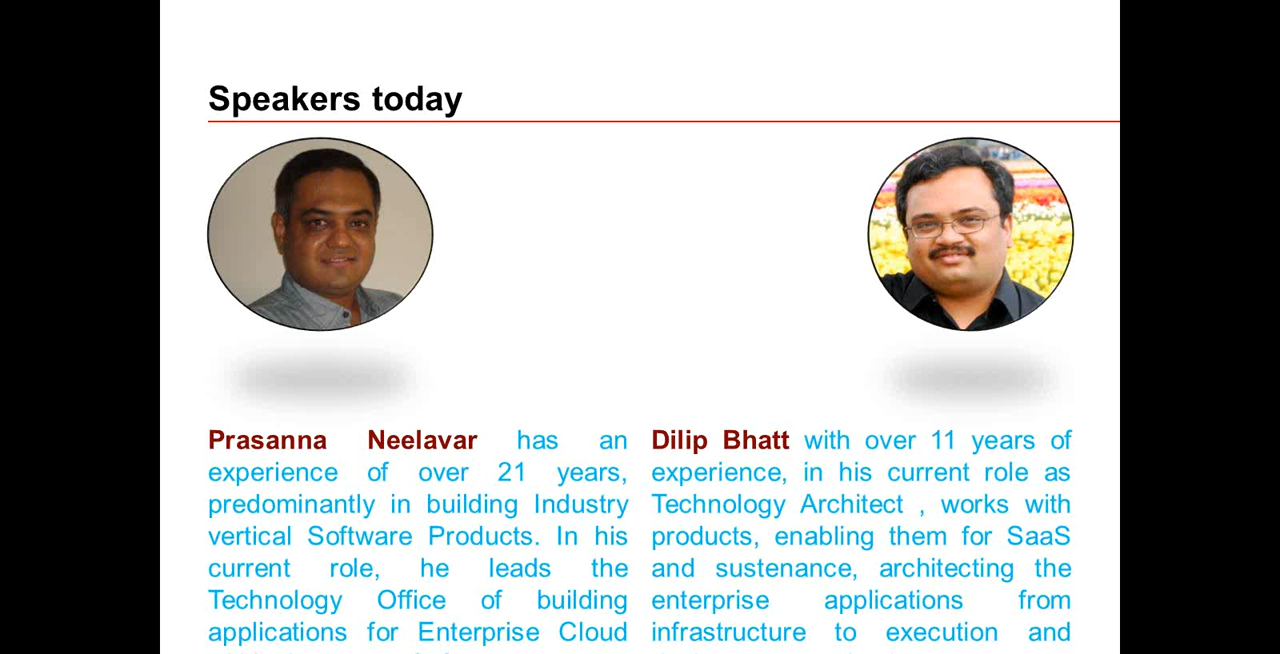 Speakers today
Prasanna Neelavar has an
experience of over 21 years,
predominantly in building Industry
vertical Software Products. In his
current role, he leads the
Technology Office of building
applications for Enterprise Cloud
Dilip Bhatt with over 11 years of
experience, in his current role as
Technology Architect , works with
products, enabling them for SaaS
and sustenance, architecting the
enterprise applications from
infrastructure to execution and